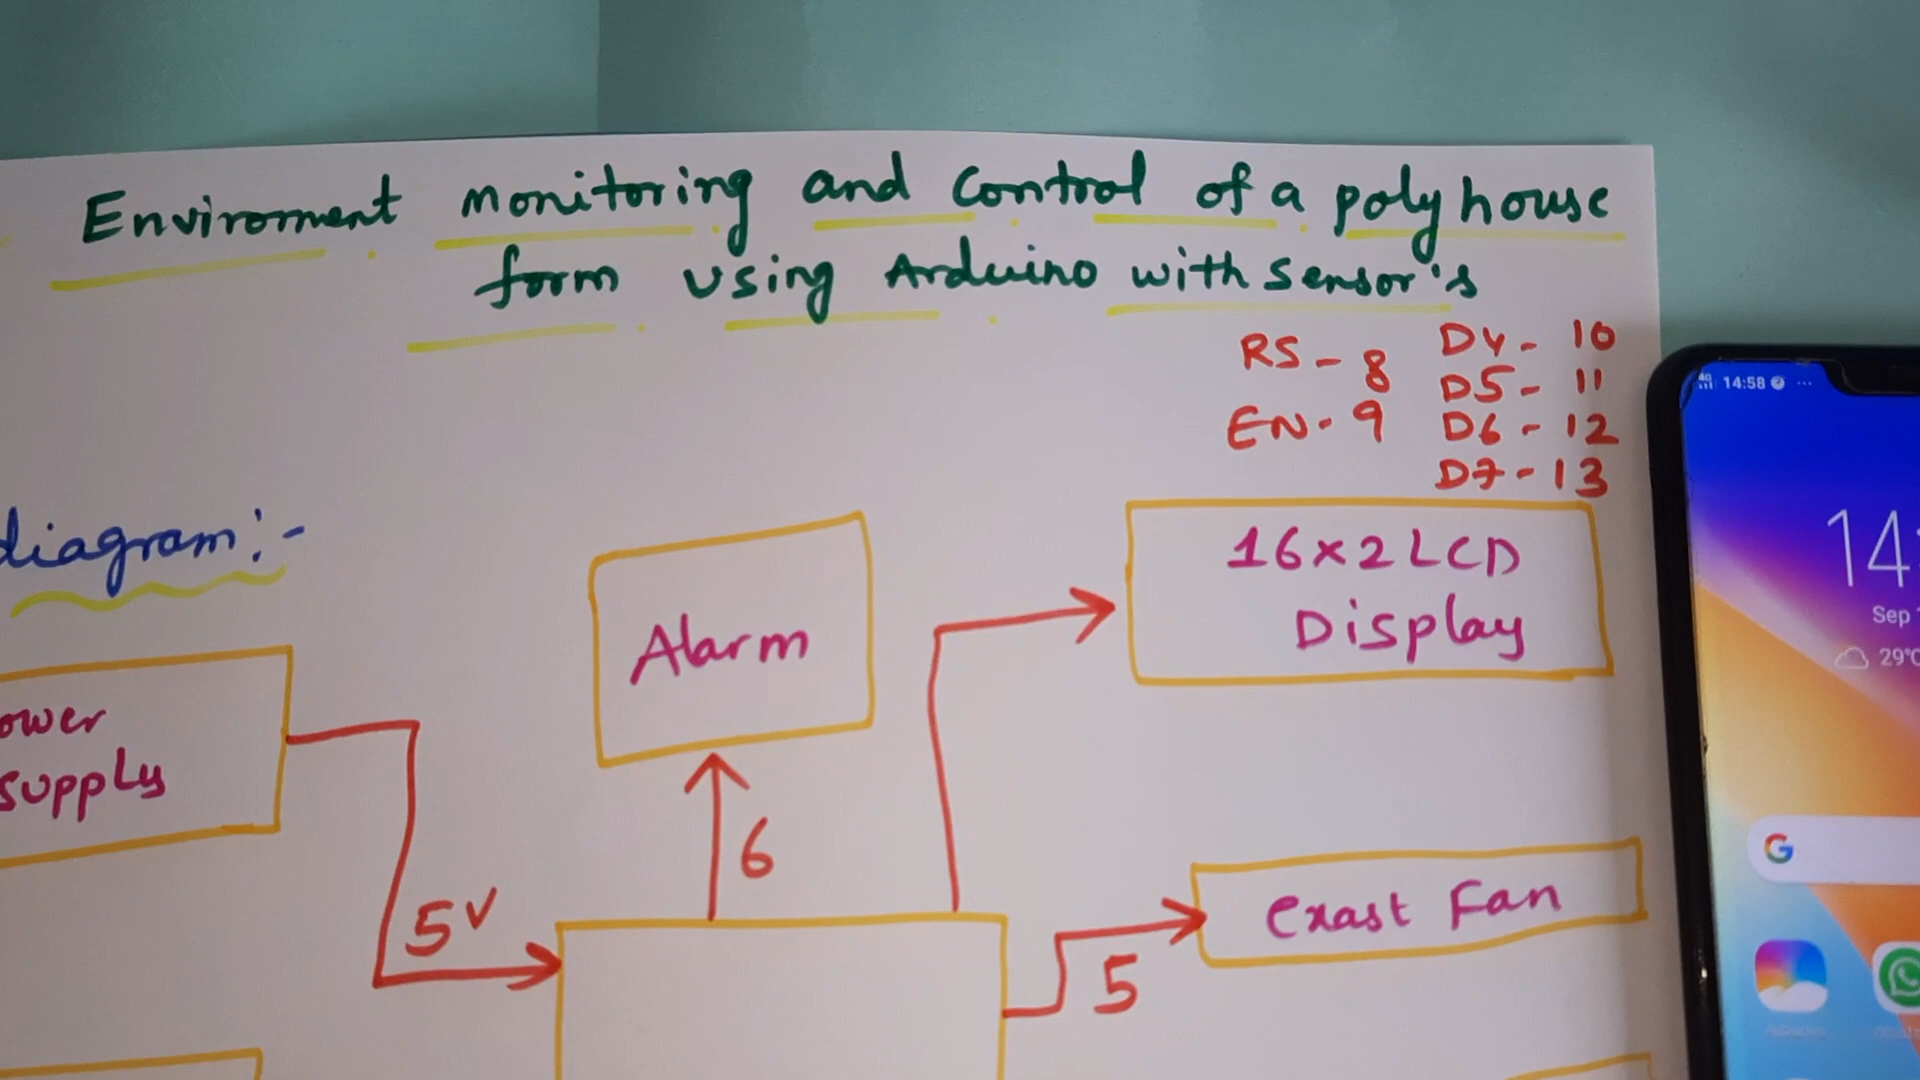 Enviroment monitoring and Control of a poly house
form using Arduino with Sensor's
RS - 8
EN - 9
D4 - 10
D5 - 11
D6 - 12
D7 - 13
diagram:-
Alarm
16x2 LCD
Display
ower
supply
5V
6
5
Exast Fan
14:58
14:
Sep
29°C
G